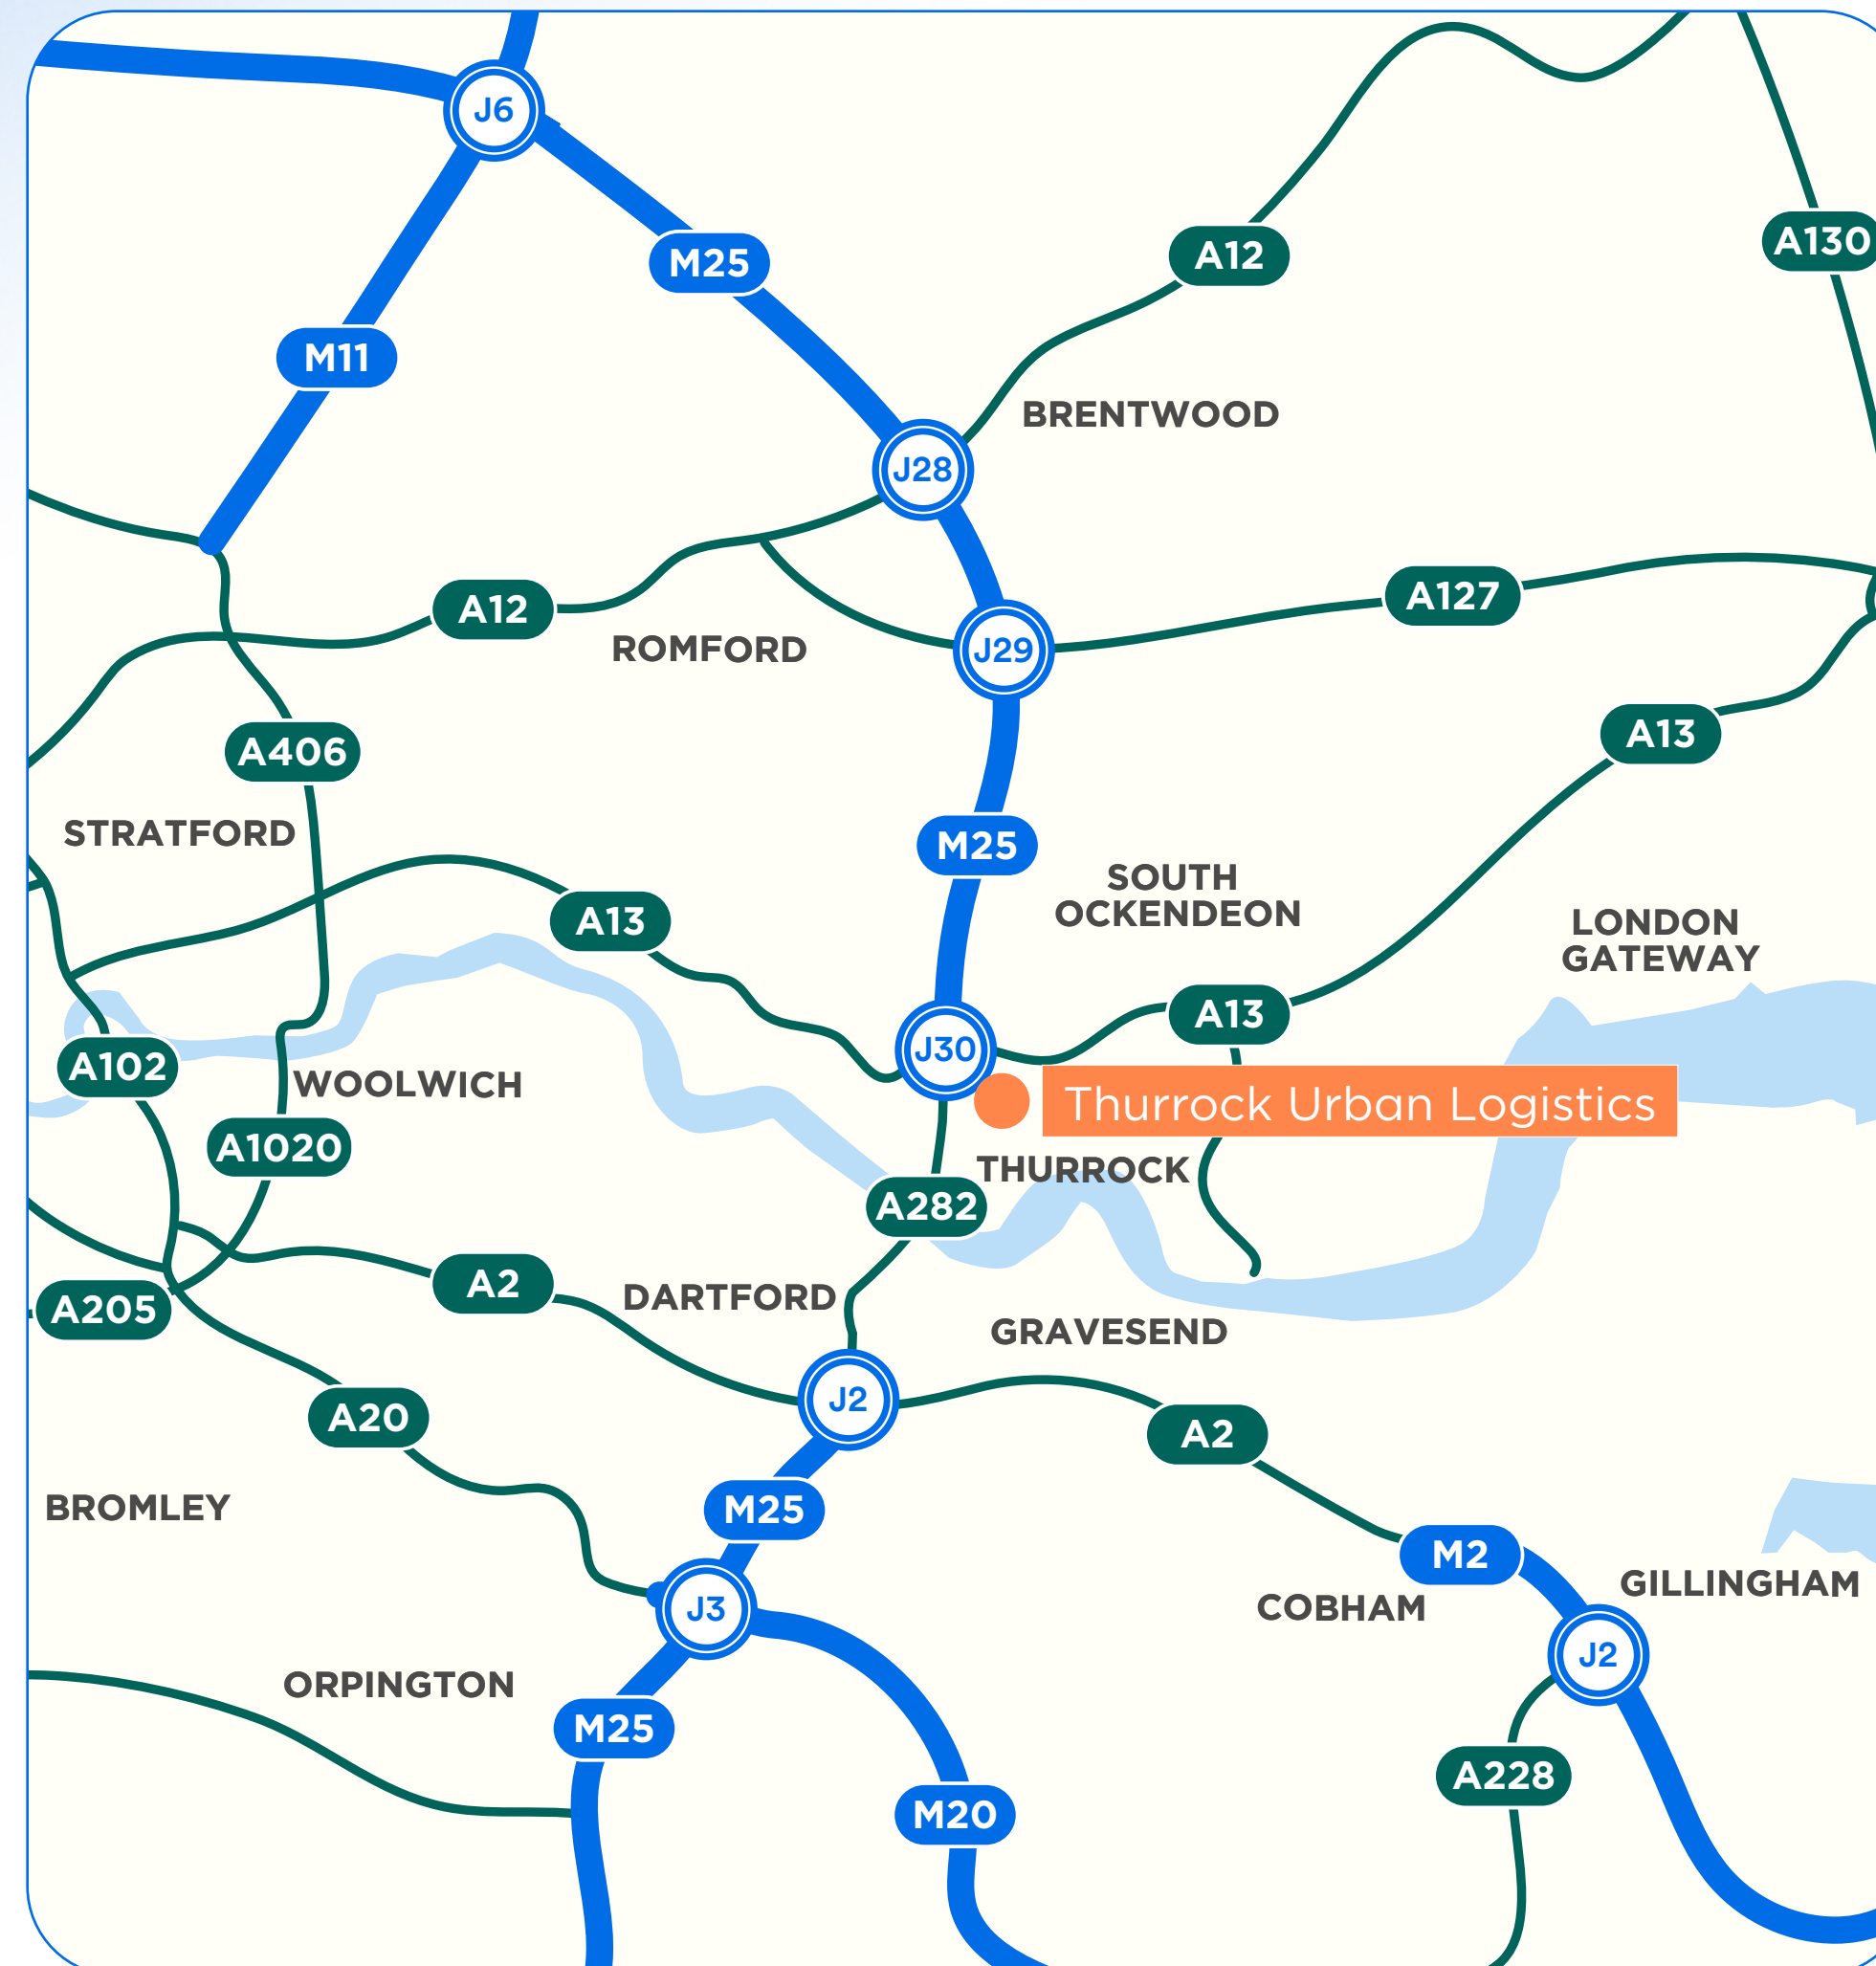 J6
A130
A12
M25
M11
BRENTWOOD
J28
A127
A12
ROMFORD
J29
A13
A406
STRATFORD
M25
SOUTH
OCKENDEON
A13
LONDON
GATEWAY
A13
J30
A102
WOOLWICH
Thurrock Urban Logistics
A1020
THURROCK
A282
A2
DARTFORD
A205
GRAVESEND
J2
A20
A2
BROMLEY
M25
M2
GILLINGHAM
COBHAM
J3
J2
ORPINGTON
M25
A228
M20